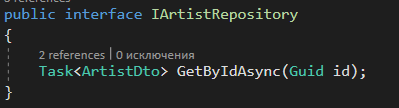 public interface IArtistRepository
{
2 references | 0 исключения
Task<ArtistDto> GetByIdAsync(Guid id);
}